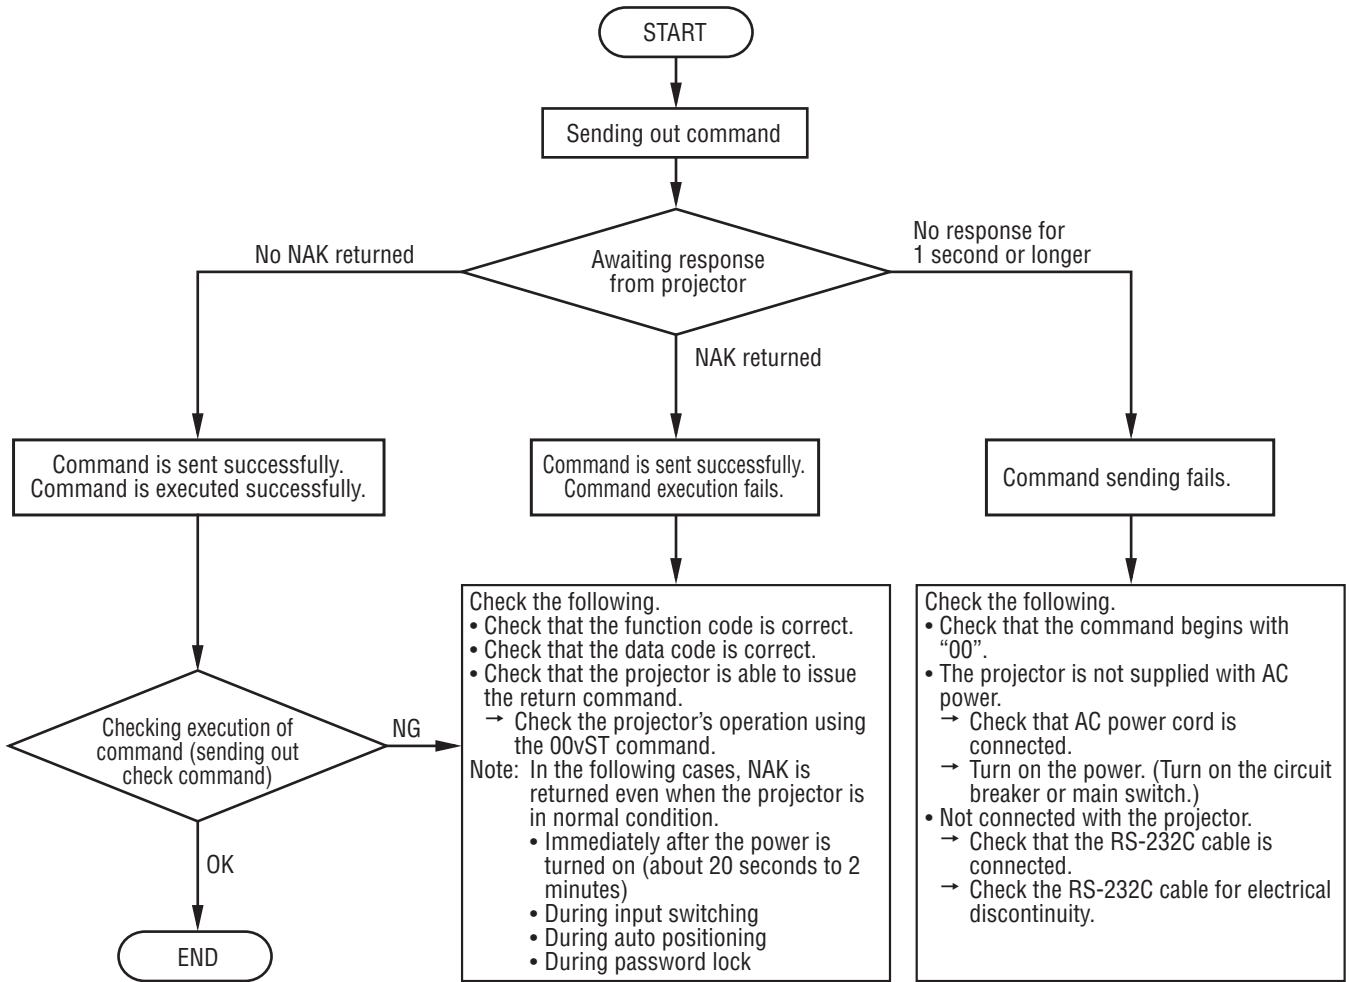 START
Sending out command
Awaiting response
from projector
No NAK returned
No response for
1 second or longer
NAK returned
Command is sent successfully.
Command is executed successfully.
Command is sent successfully.
Command execution fails.
Command sending fails.
Checking execution of
command (sending out
check command)
NG
OK
END
Check the following.
• Check that the function code is correct.
• Check that the data code is correct.
• Check that the projector is able to issue
the return command.
→ Check the projector's operation using
the 00vST command.
Note: In the following cases, NAK is
returned even when the projector is
in normal condition.
• Immediately after the power is
turned on (about 20 seconds to 2
minutes)
• During input switching
• During auto positioning
• During password lock
Check the following.
• Check that the command begins with
“00”.
• The projector is not supplied with AC
power.
→ Check that AC power cord is
connected.
→ Turn on the power. (Turn on the circuit
breaker or main switch.)
• Not connected with the projector.
→ Check that the RS-232C cable is
connected.
→ Check the RS-232C cable for electrical
discontinuity.